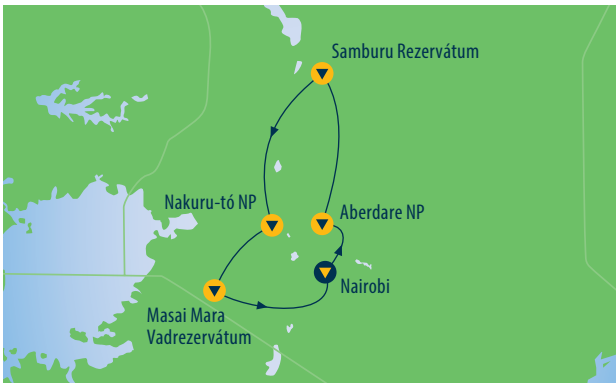 Samburu Rezervátum
Nakuru-tó NP
Aberdare NP
Nairobi
Masai Mara
Vadrezervátum